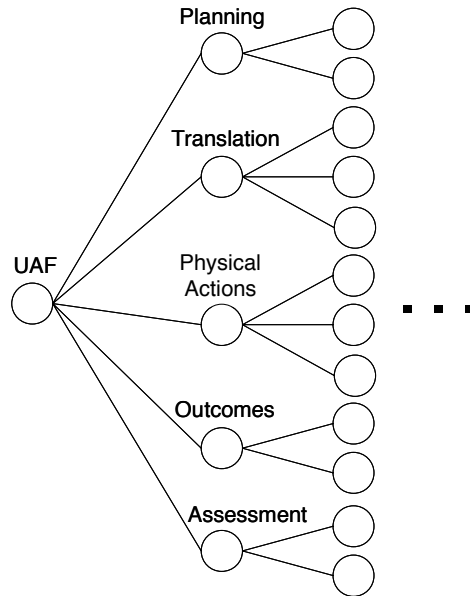 Planning
Translation
UAF
Physical
Actions
Outcomes
Assessment